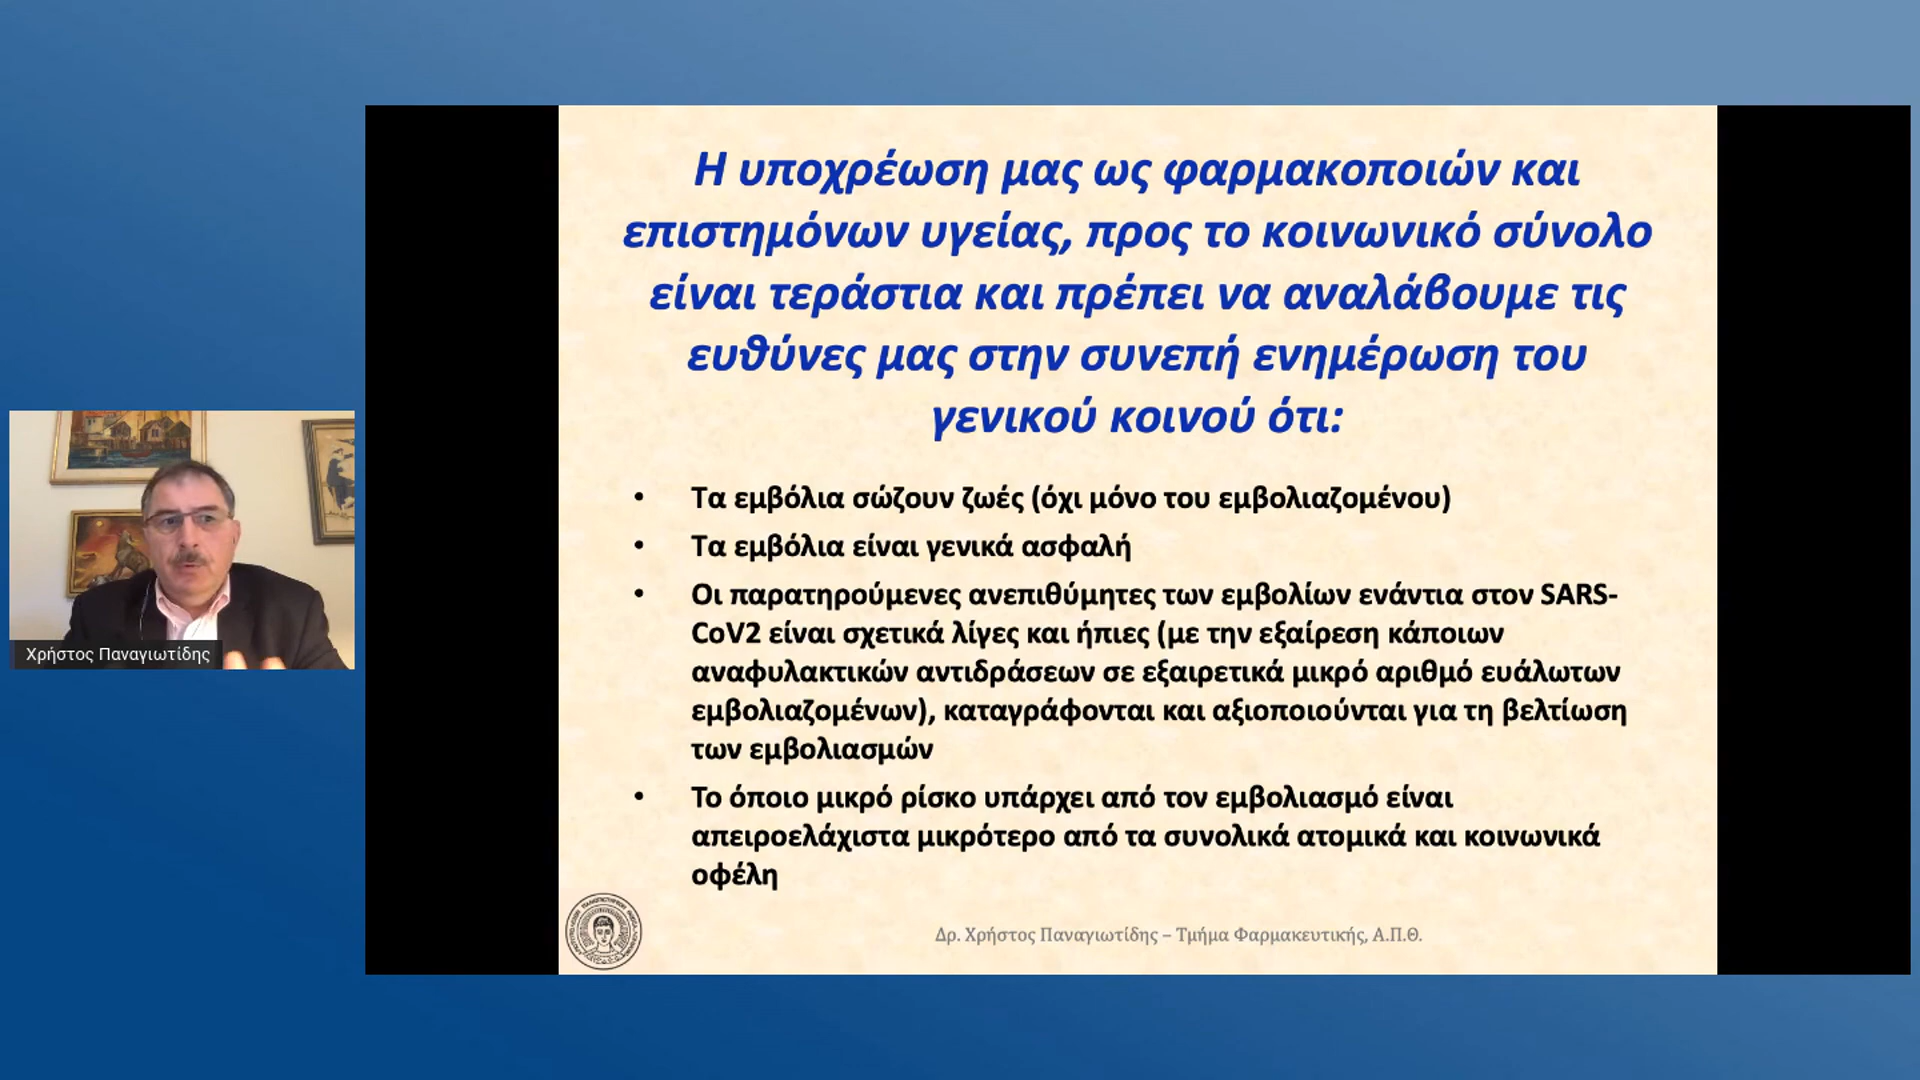 Η υποχρέωση μας ως φαρμακοποιών και
επιστημόνων υγείας, προς το κοινωνικό σύνολο
είναι τεράστια και πρέπει να αναλάβουμε τις
ευθύνες μας στην συνεπή ενημέρωση του
γενικού κοινού ότι:
• Τα εμβόλια σώζουν ζωές (όχι μόνο του εμβολιαζομένου)
• Τα εμβόλια είναι γενικά ασφαλή
• Οι παρατηρούμενες ανεπιθύμητες των εμβολίων ενάντια στον SARS-
CoV2 είναι σχετικά λίγες και ήπιες (με την εξαίρεση κάποιων
αναφυλακτικών αντιδράσεων σε εξαιρετικά μικρό αριθμό ευάλωτων
εμβολιαζομένων), καταγράφονται και αξιοποιούνται για τη βελτίωση
των εμβολιασμών
• Το όποιο μικρό ρίσκο υπάρχει από τον εμβολιασμό είναι
απειροελάχιστα μικρότερο από τα συνολικά ατομικά και κοινωνικά
οφέλη
Δρ. Χρήστος Παναγιωτίδης – Τμήμα Φαρμακευτικής, Α.Π.Θ.
Χρήστος Παναγιωτίδης